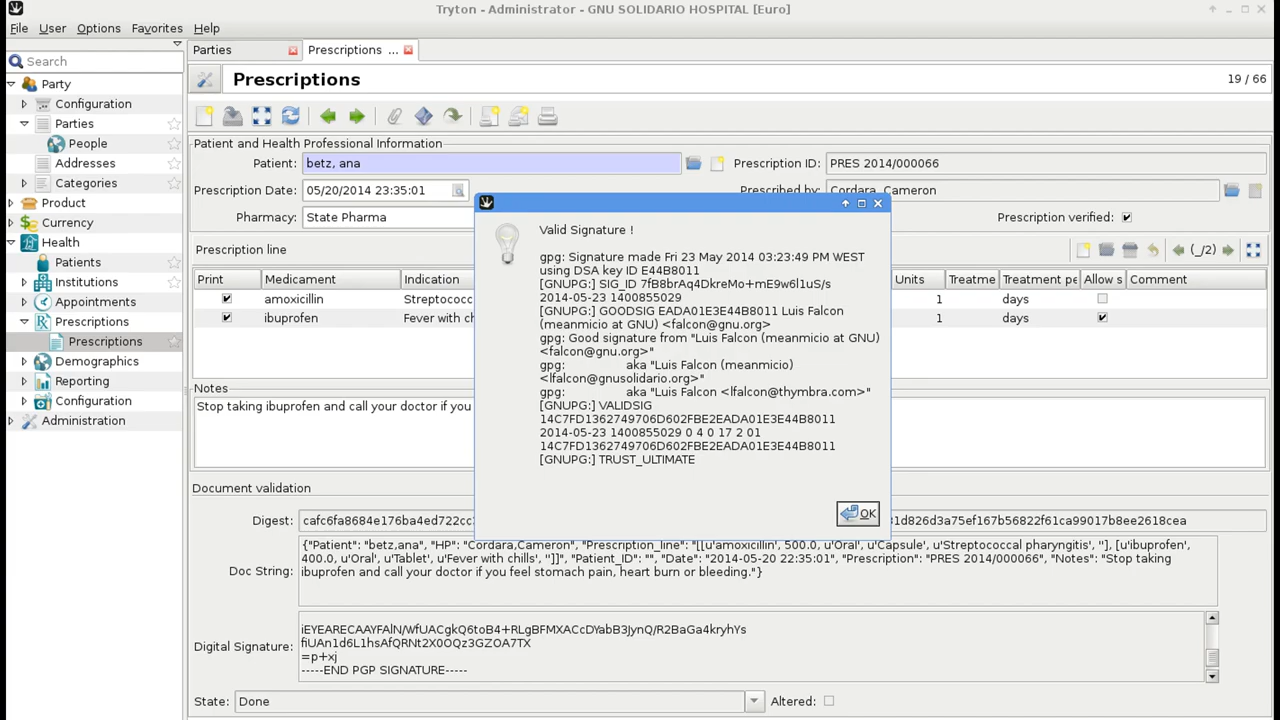 Tryton - Administrator - GNU SOLIDARIO HOSPITAL [Euro]
File User Options Favorites Help
Search
Party
Configuration
Parties
People
Addresses
Categories
Product
Currency
Health
Patients
Institutions
Appointments
Prescriptions
Prescriptions
Demographics
Reporting
Configuration
Administration
Parties Prescriptions ...
Prescriptions 19 / 66
Patient and Health Professional Information
Patient: betz, ana Prescription ID: PRES 2014/000066
Prescription Date: 05/20/2014 23:35:01 Prescribed by: Cordara, Cameron
Pharmacy: State Pharma Prescription verified:
Prescription line (_/2)
Print Medicament Indication Units Treatme Treatment pe Allow s Comment
amoxicillin Streptococc 1 days
ibuprofen Fever with ch 1 days
Notes
Stop taking ibuprofen and call your doctor if you
Valid Signature !
gpg: Signature made Fri 23 May 2014 03:23:49 PM WEST
using DSA key ID E44B8011
[GNUPG:] SIG_ID 7fB8brAq4DkreMo+mE9w6l1uS/s
2014-05-23 1400855029
[GNUPG:] GOODSIG EADA01E3E44B8011 Luis Falcon
(meanmicio at GNU) <falcon@gnu.org>
gpg: Good signature from "Luis Falcon (meanmicio at GNU)
<falcon@gnu.org>"
gpg: aka "Luis Falcon (meanmicio)
<lfalcon@gnusolidario.org>"
gpg: aka "Luis Falcon <lfalcon@thymbra.com>"
[GNUPG:] VALIDSIG
14C7FD1362749706D602FBE2EADA01E3E44B8011
2014-05-23 1400855029 0 4 0 17 2 01
14C7FD1362749706D602FBE2EADA01E3E44B8011
[GNUPG:] TRUST_ULTIMATE
OK
Document validation
Digest: cafc6fa8684e176ba4ed722cc 1d826d3a75ef167b56822f61ca99017b8ee2618cea
Doc String:
{"Patient": "betz,ana", "HP": "Cordara,Cameron", "Prescription_line": "[[u'amoxicillin', 500.0, u'Oral', u'Capsule', u'Streptococcal pharyngitis', ''], [u'ibuprofen',
400.0, u'Oral', u'Tablet', u'Fever with chills', '']]", "Patient_ID": "", "Date": "2014-05-20 22:35:01", "Prescription": "PRES 2014/000066", "Notes": "Stop taking
ibuprofen and call your doctor if you feel stomach pain, heart burn or bleeding."}
Digital Signature:
iEYEARECAAYFAlN/WfUACgkQ6toB4+RLgBFMXACcDYabB3JynQ/R2BaGa4kryhYs
fiUAn1d6L1hsAfQRNt2X0OQz3GZOA7TX
=p+xj
-----END PGP SIGNATURE-----
State: Done Altered: